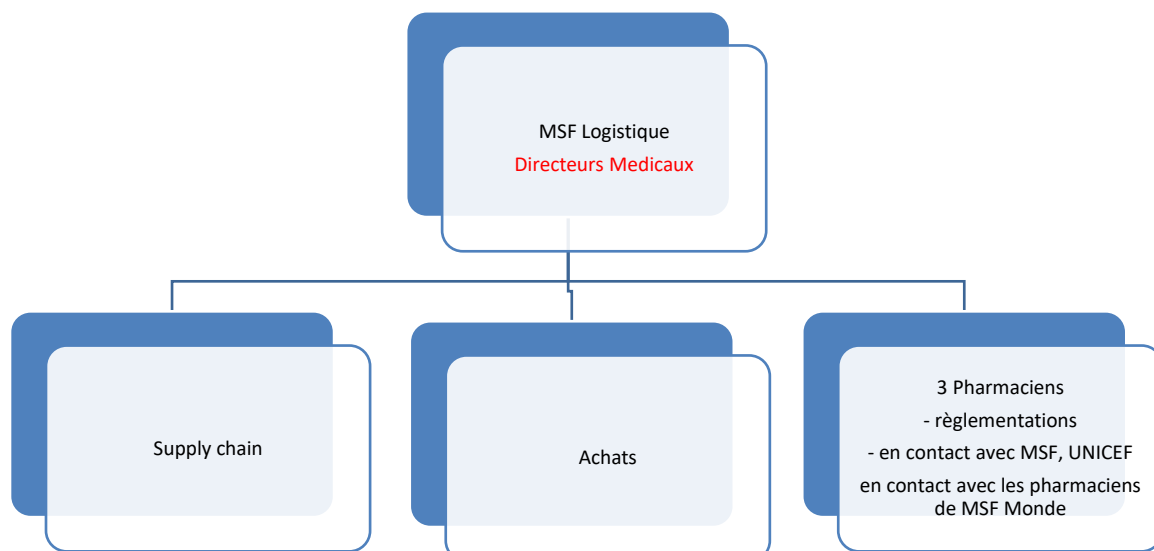 MSF Logistique
Directeurs Medicaux
Supply chain
Achats
3 Pharmaciens
- règlementations
- en contact avec MSF, UNICEF
en contact avec les pharmaciens
de MSF Monde